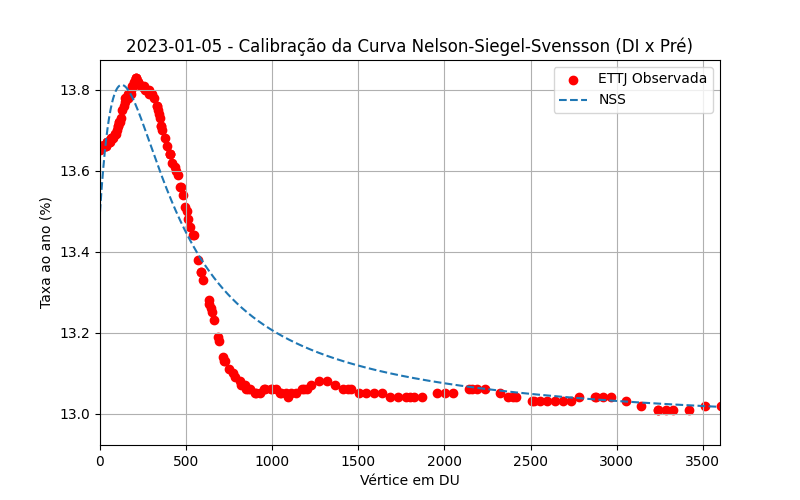 2023-01-05 - Calibração da Curva Nelson-Siegel-Svensson (DI x Pré)
ETTJ Observada
NSS
Taxa ao ano (%)
13.8
13.6
13.4
13.2
13.0
0 500 1000 1500 2000 2500 3000 3500
Vértice em DU